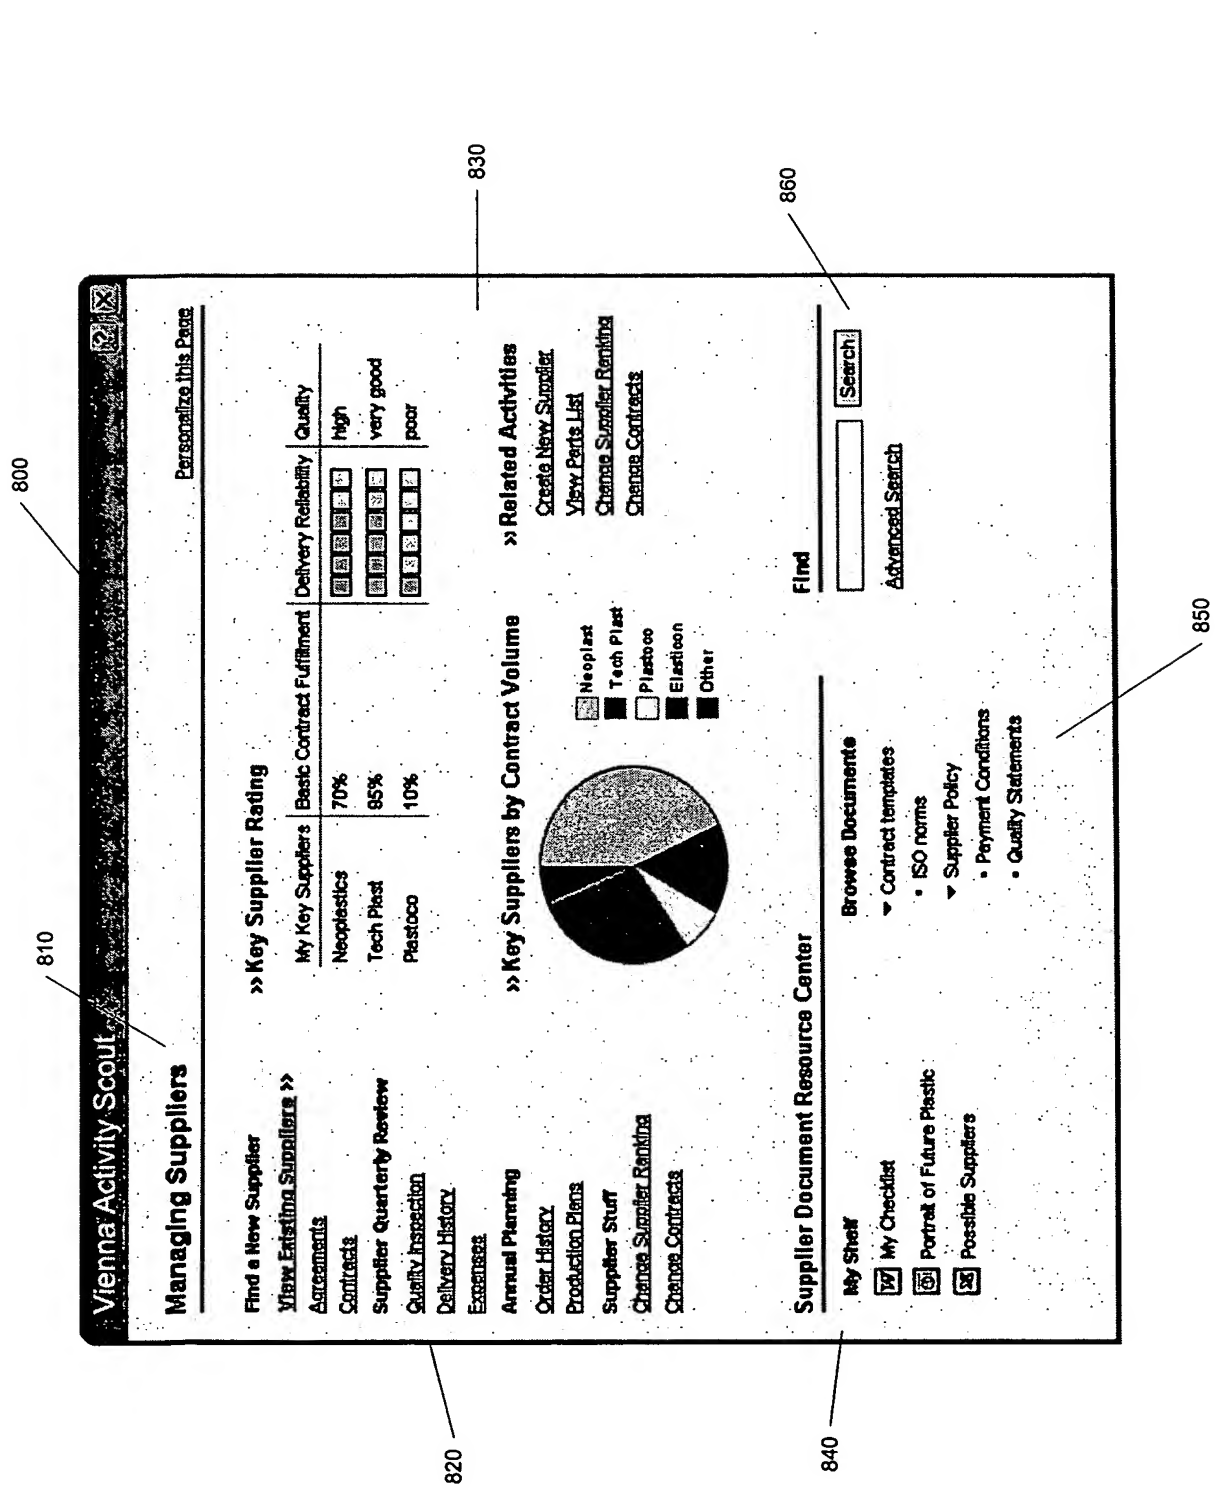 800
810
Vienna Activity Scout
? X
Managing Suppliers
Personalize this Page
Find a New Supplier
View Existing Suppliers »
Agreements
Contracts
Supplier Quarterly Review
Quality Inspection
Delivery History
Expenses
Annual Planning
Order History
Production Plans
Supplier Stuff
Change Supplier Ranking
Change Contracts
820
»Key Supplier Rating
My Key Suppliers Basic Contract Fulfillment Delivery Reliability Quality
Neoplastics 70% high
Tech Plast 85% very good
Plastoco 10% poor
830
»Key Suppliers by Contract Volume
Neoplast
Tech Plast
Plastoco
Elasticon
Other
»Related Activities
Create New Supplier
View Parts List
Change Supplier Ranking
Change Contracts
Supplier Document Resource Center
My Shelf
My Checklist
Portrait of Future Plastic
Possible Suppliers
840
Browse Documents
▾ Contract templates
• ISO norms
▾ Supplier Policy
• Payment Conditions
• Quality Statements
850
Find
Search
Advanced Search
860